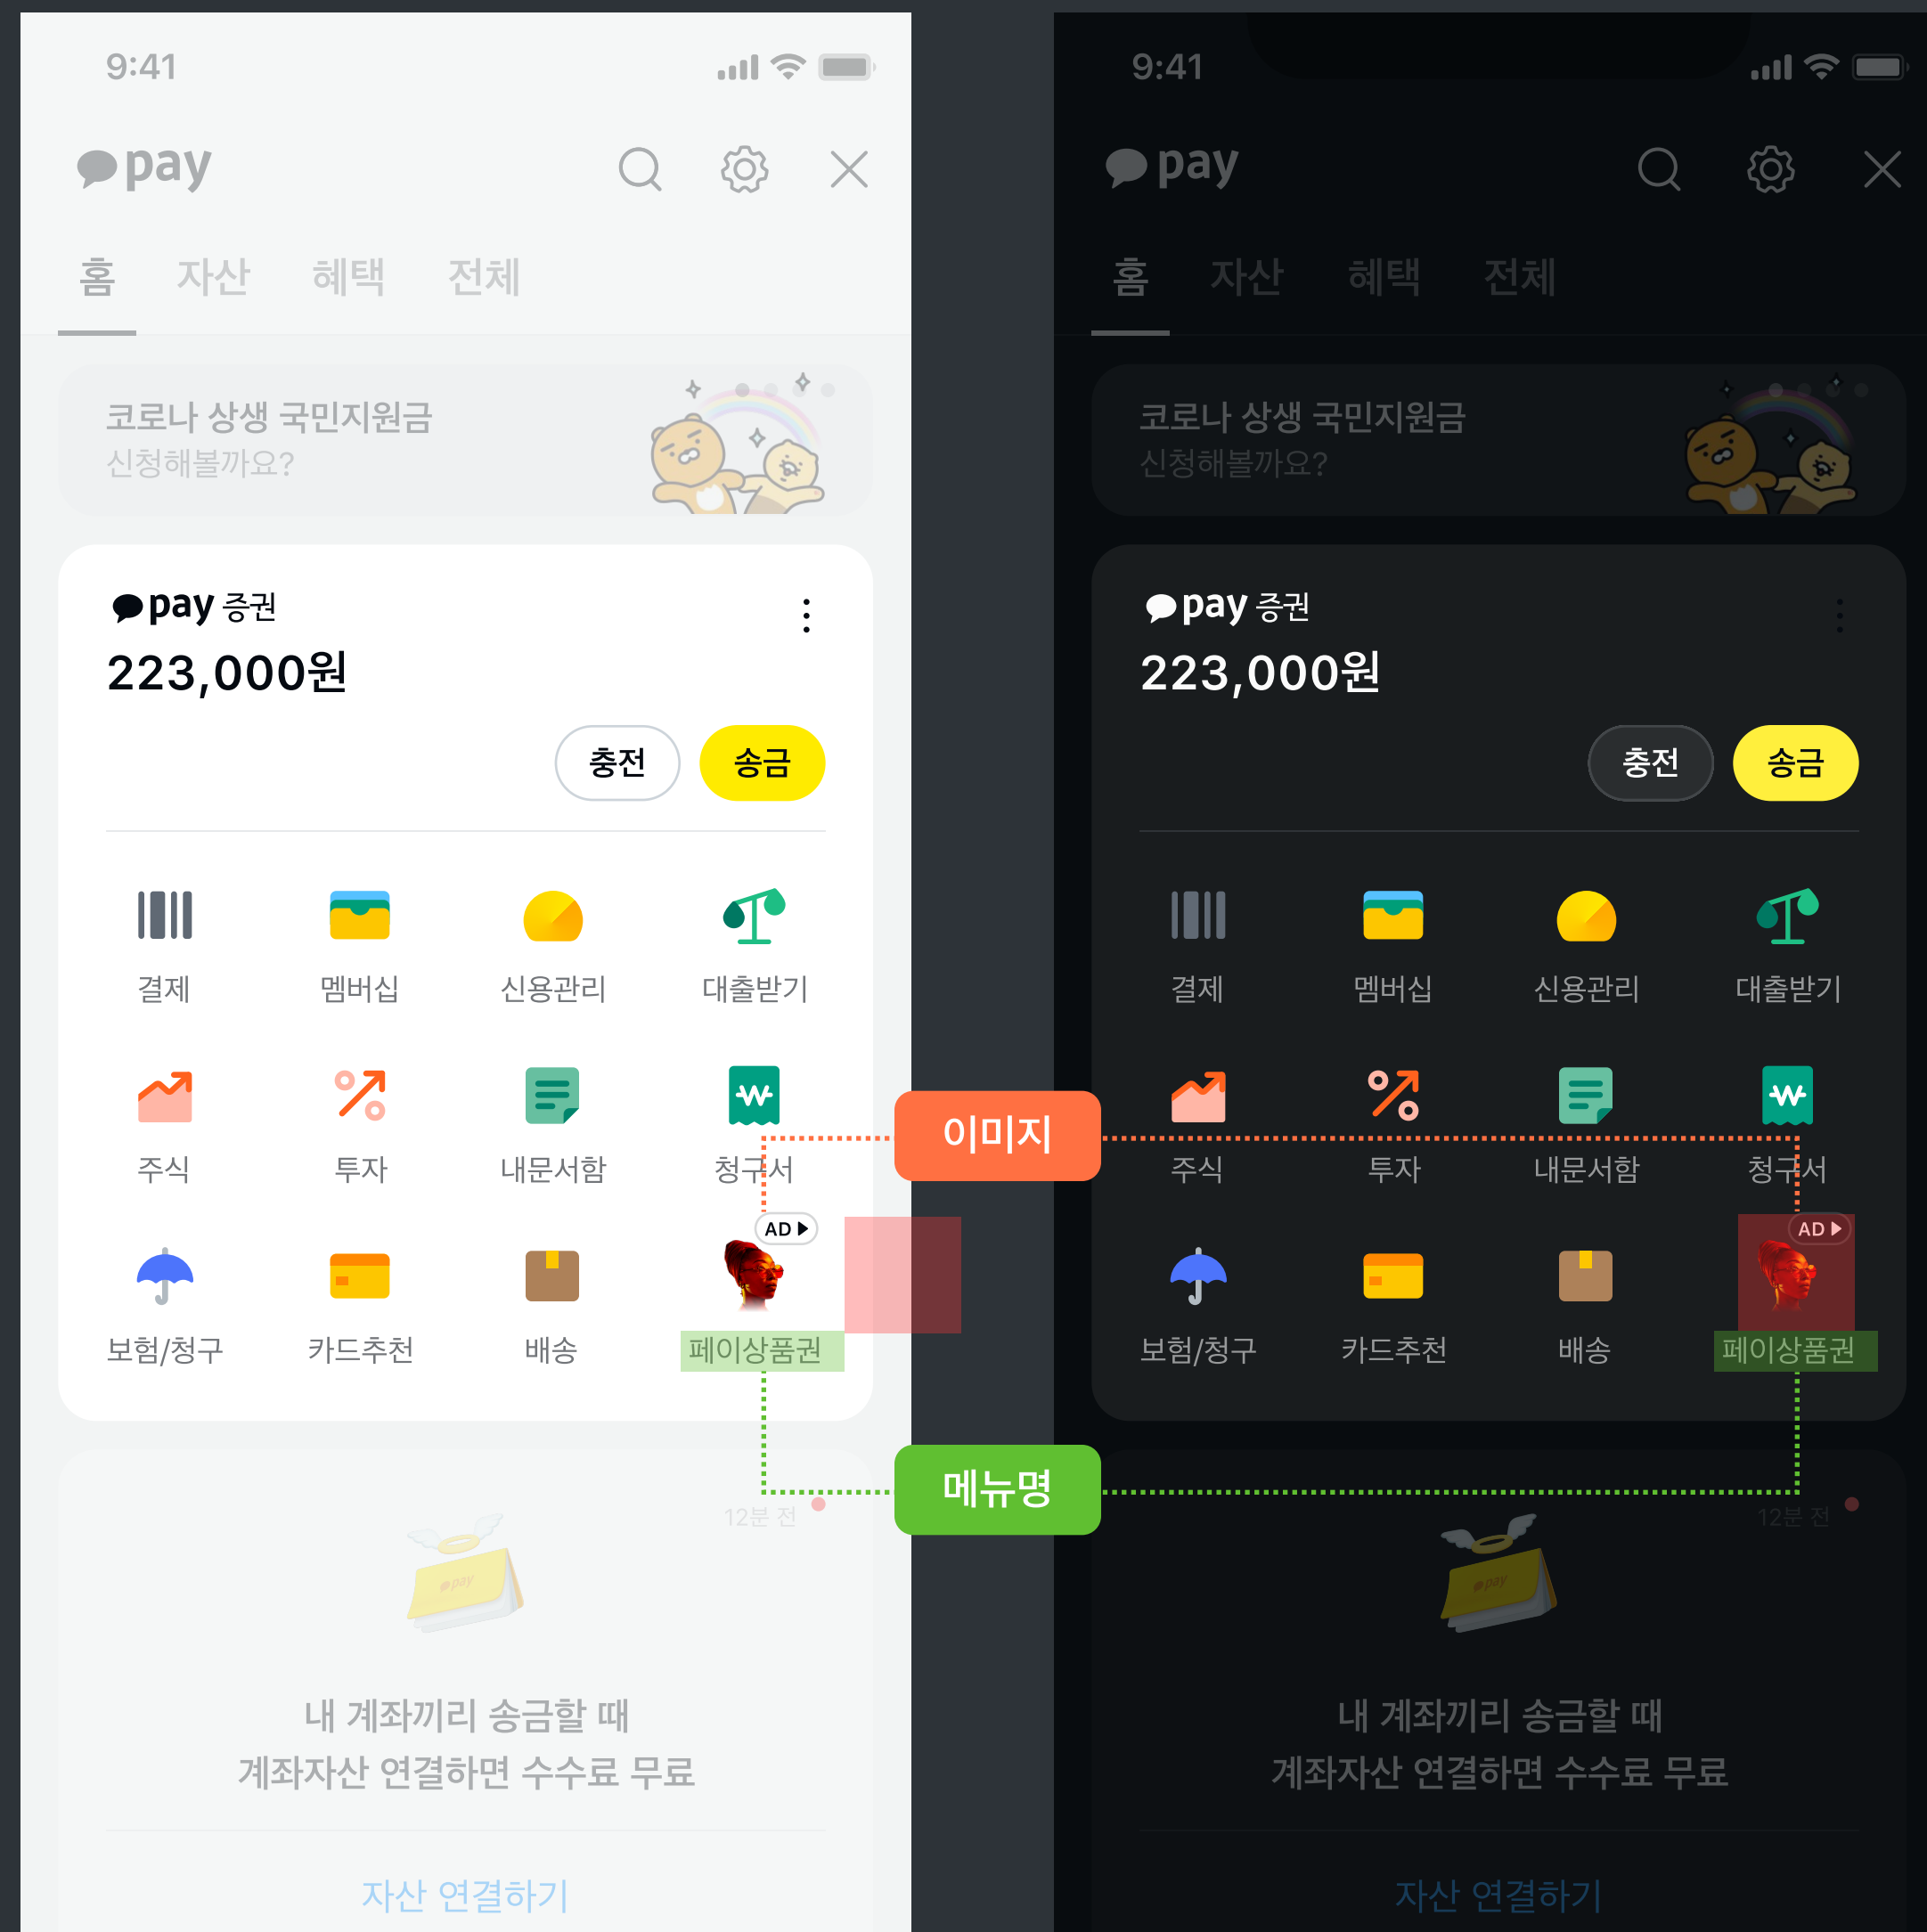 9:41
pay
홈 자산 혜택 전체
코로나 상생 국민지원금
신청해볼까요?
pay 증권
223,000원
충전 송금
결제 멤버십 신용관리 대출받기
주식 투자 내문서함 청구서
AD
보험/청구 카드추천 배송 페이상품권
12분 전
pay
내 계좌끼리 송금할 때
계좌자산 연결하면 수수료 무료
자산 연결하기
이미지
메뉴명
9:41
pay
홈 자산 혜택 전체
코로나 상생 국민지원금
신청해볼까요?
pay 증권
223,000원
충전 송금
결제 멤버십 신용관리 대출받기
주식 투자 내문서함 청구서
AD
보험/청구 카드추천 배송 페이상품권
12분 전
pay
내 계좌끼리 송금할 때
계좌자산 연결하면 수수료 무료
자산 연결하기